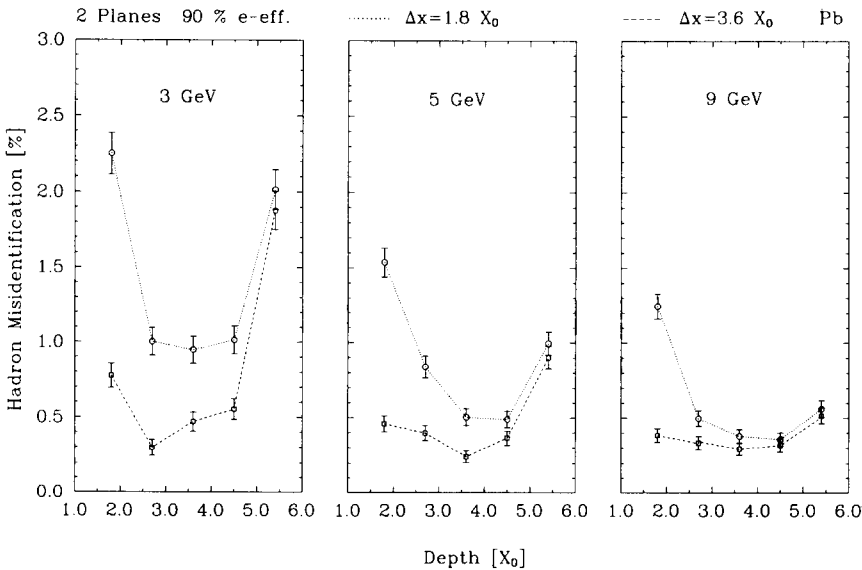 2 Planes 90 % e-eff. Δx=1.8 X₀ Δx=3.6 X₀ Pb
3 GeV
5 GeV
9 GeV
Hadron Misidentification [%]
3.0
2.5
2.0
1.5
1.0
0.5
0.0
1.0 2.0 3.0 4.0 5.0 6.0
1.0 2.0 3.0 4.0 5.0 6.0
1.0 2.0 3.0 4.0 5.0 6.0
Depth [X₀]